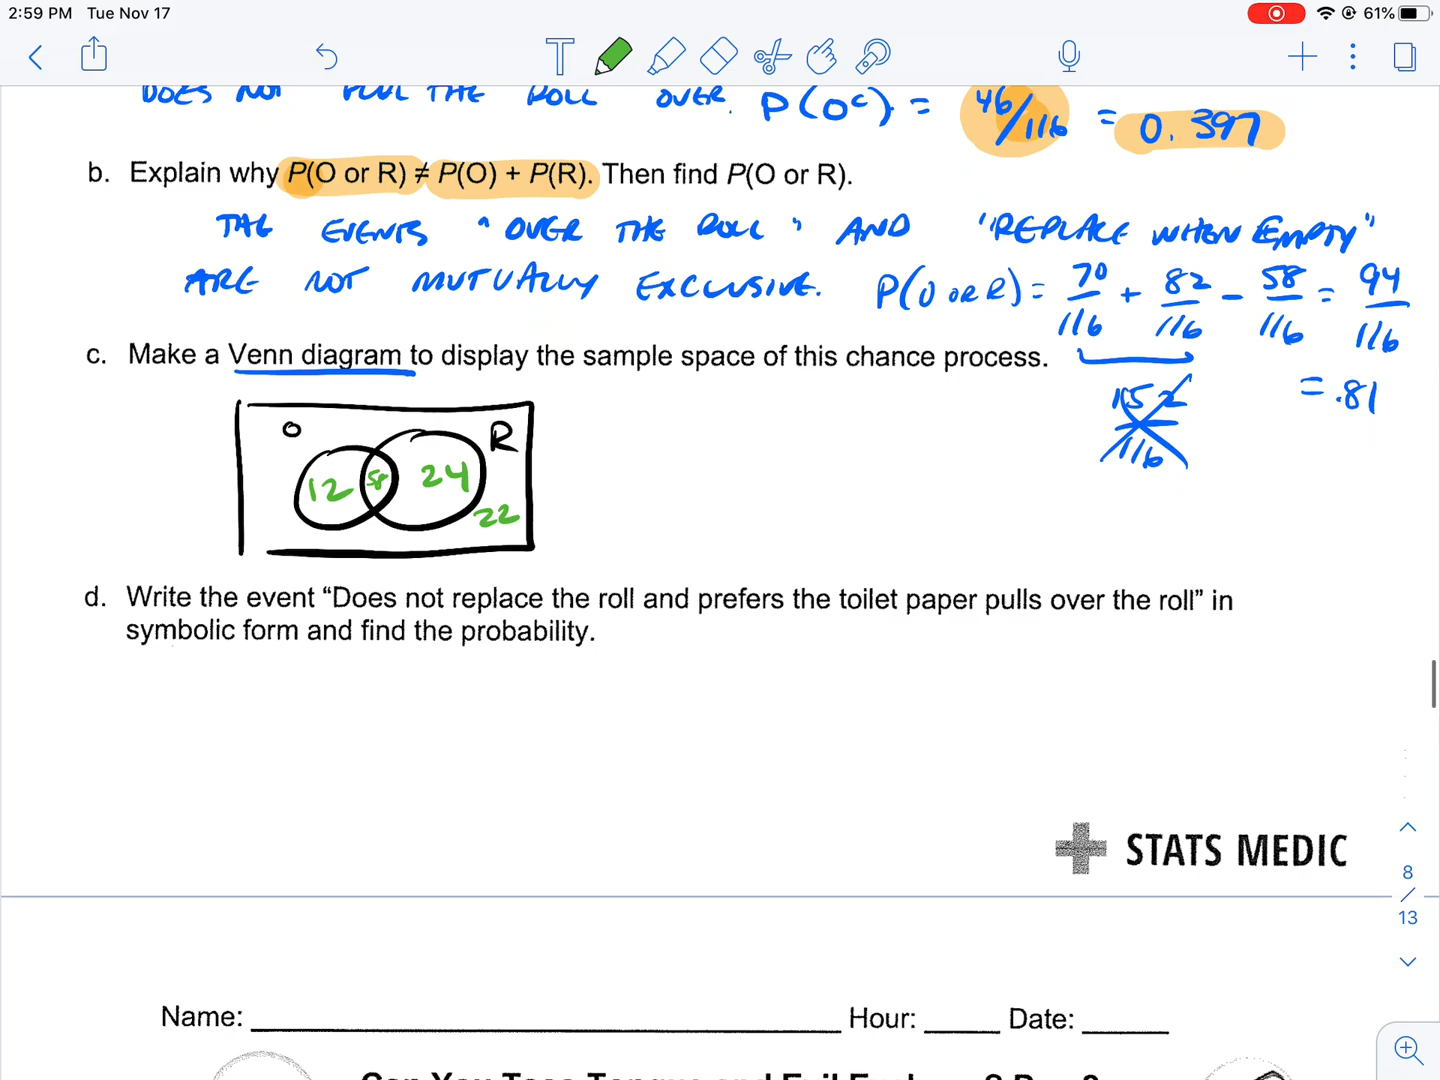 2:59 PM Tue Nov 17
61%
DOES NOT PULL THE ROLL OVER. P(Oᶜ) = 46/116 = 0.397
b. Explain why P(O or R) ≠ P(O) + P(R). Then find P(O or R).
THE EVENTS "OVER THE ROLL" AND "REPLACE WHEN EMPTY"
ARE NOT MUTUALLY EXCLUSIVE. P(O OR R) = 70/116 + 82/116 - 58/116 = 94/116
c. Make a Venn diagram to display the sample space of this chance process.
152/116
= .81
O R
12 58 24
22
d. Write the event “Does not replace the roll and prefers the toilet paper pulls over the roll” in
symbolic form and find the probability.
STATS MEDIC
8
/
13
Name: Hour: Date: